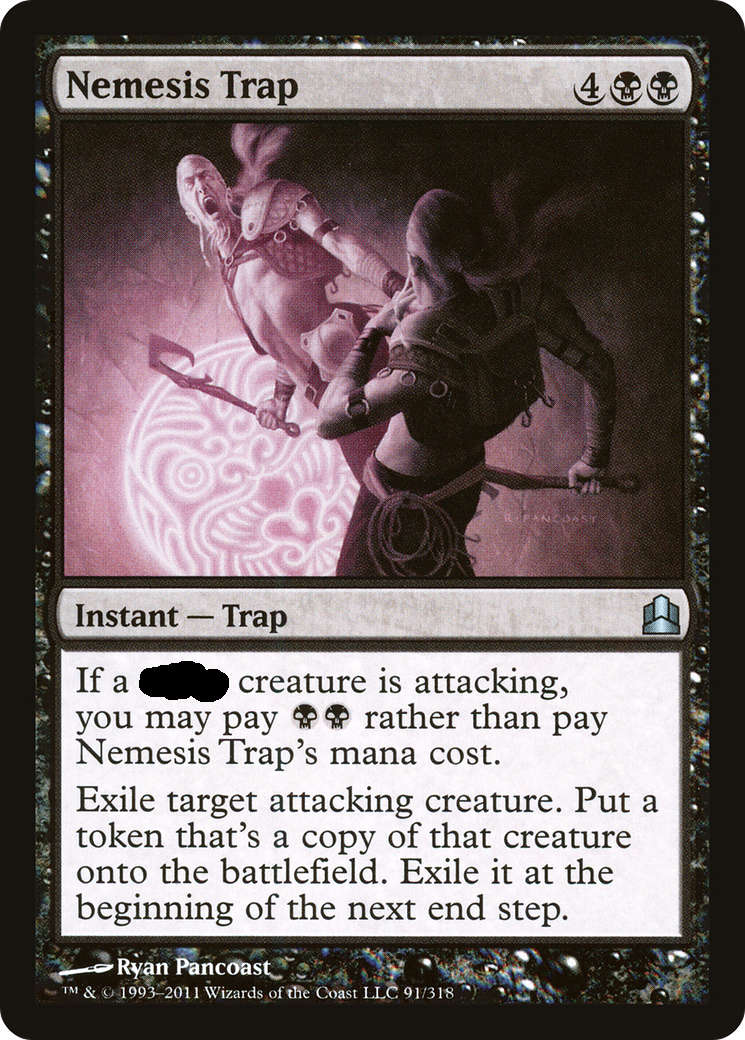 Nemesis Trap 4
R. PANCOAST
Instant — Trap
If a creature is attacking,
you may pay rather than pay
Nemesis Trap's mana cost.
Exile target attacking creature. Put a
token that's a copy of that creature
onto the battlefield. Exile it at the
beginning of the next end step.
Ryan Pancoast
™ & © 1993–2011 Wizards of the Coast LLC 91/318